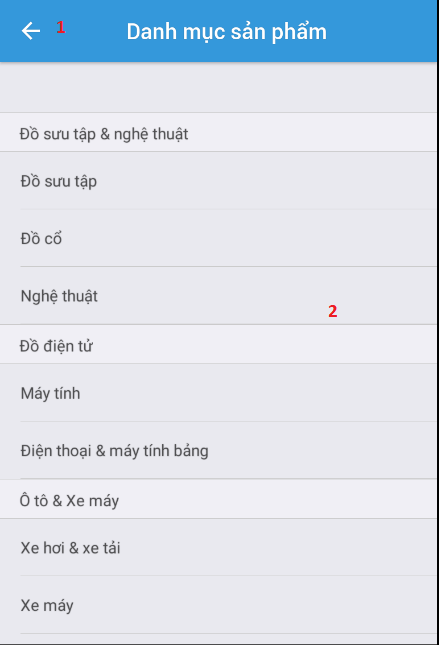 1 Danh mục sản phẩm
Đồ sưu tập & nghệ thuật
Đồ sưu tập
Đồ cổ
Nghệ thuật
2
Đồ điện tử
Máy tính
Điện thoại & máy tính bảng
Ô tô & Xe máy
Xe hơi & xe tải
Xe máy